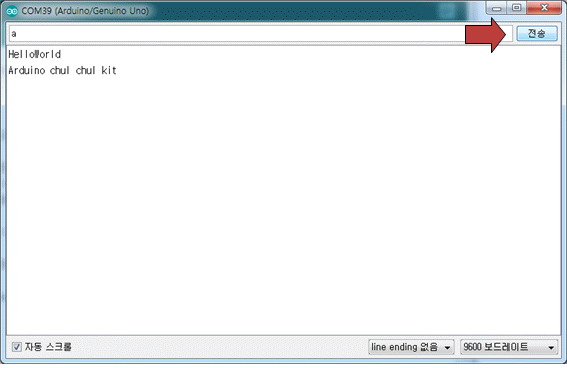 COM39 (Arduino/Genuino Uno)
a
전송
HelloWorld
Arduino chul chul kit
자동 스크롤
line ending 없음
9600 보드레이트